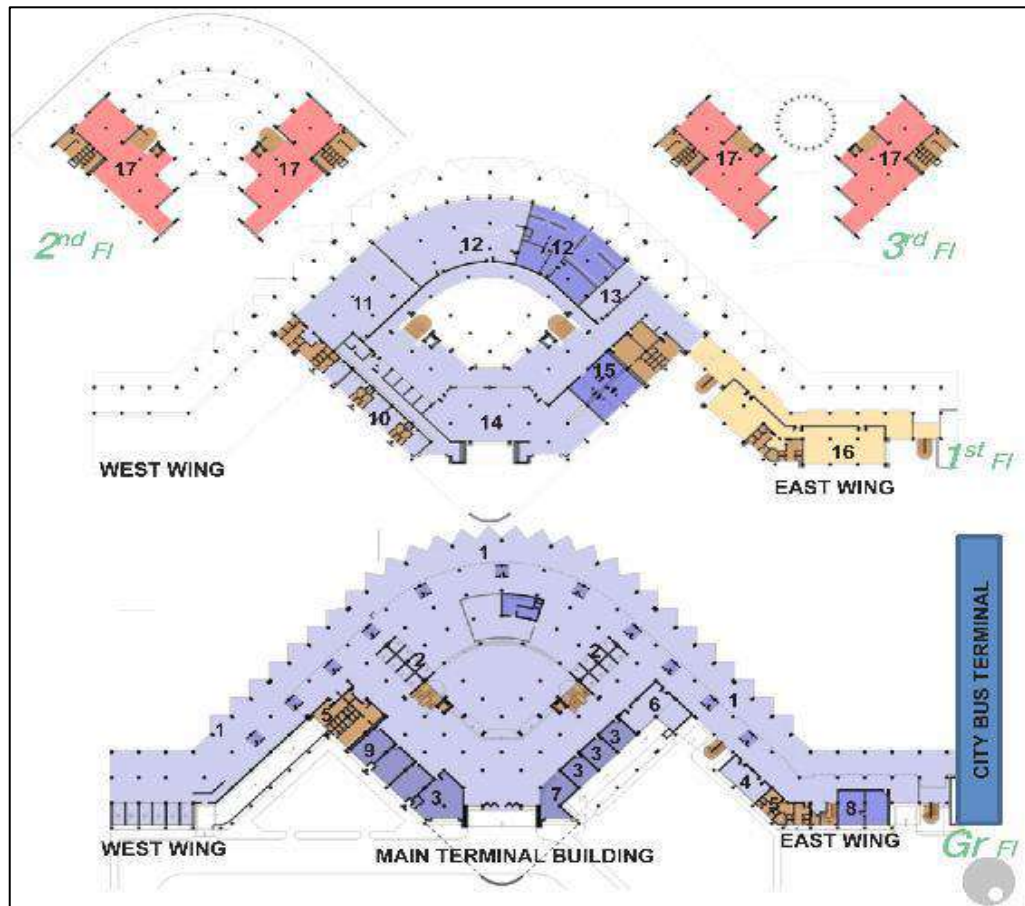 17
17
17
17
2nd Fl
3rd Fl
12
12
11
13
15
10
14
16
WEST WING
EAST WING
1st Fl
1
CITY BUS TERMINAL
2
2
1
1
6
5
9
3
3
3
3
7
4
5
8
WEST WING
MAIN TERMINAL BUILDING
EAST WING
Gr Fl